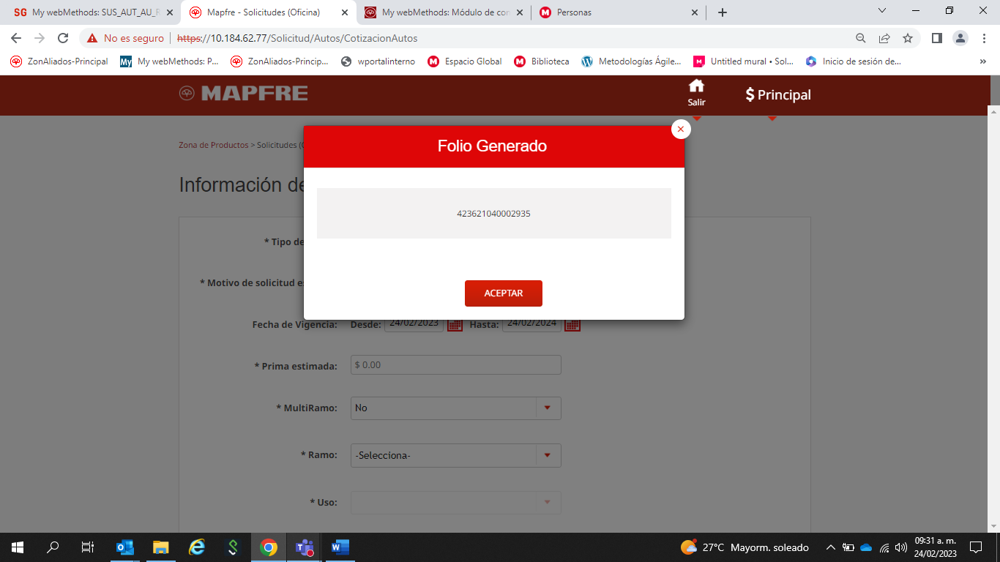 My webMethods: SUS_AUT_AU_R
Mapfre - Solicitudes (Oficina)
My webMethods: Módulo de con
Personas
No es seguro
https://10.184.62.77/Solicitud/Autos/CotizacionAutos
ZonAliados-Principal
My webMethods: P...
ZonAliados-Princip...
wportalinterno
Espacio Global
Biblioteca
Metodologías Ágile...
Untitled mural • Sol...
Inicio de sesión de...
»
MAPFRE
Salir
$ Principal
Zona de Productos > Solicitudes (O
Folio Generado
Información de
423621040002935
* Tipo de
* Motivo de solicitud es
ACEPTAR
Fecha de Vigencia: Desde: 24/02/2023 Hasta: 24/02/2024
* Prima estimada: $ 0.00
* MultiRamo: No
* Ramo: -Selecciona-
* Uso:
27°C Mayorm. soleado
09:31 a. m.
24/02/2023